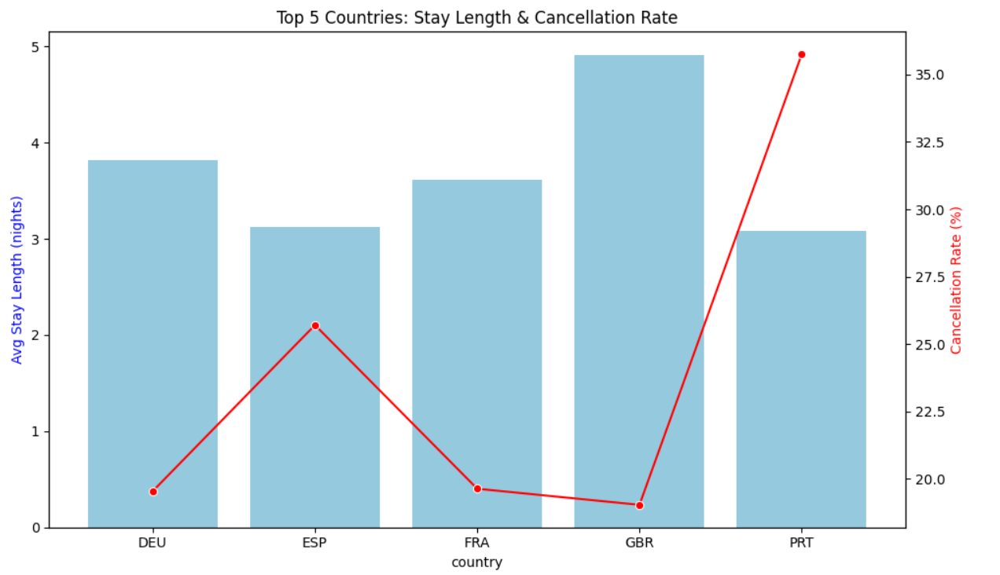 Top 5 Countries: Stay Length & Cancellation Rate
Avg Stay Length (nights)
5
4
3
2
1
0
DEU ESP FRA GBR PRT
country
35.0
32.5
30.0
27.5
25.0
22.5
20.0
Cancellation Rate (%)